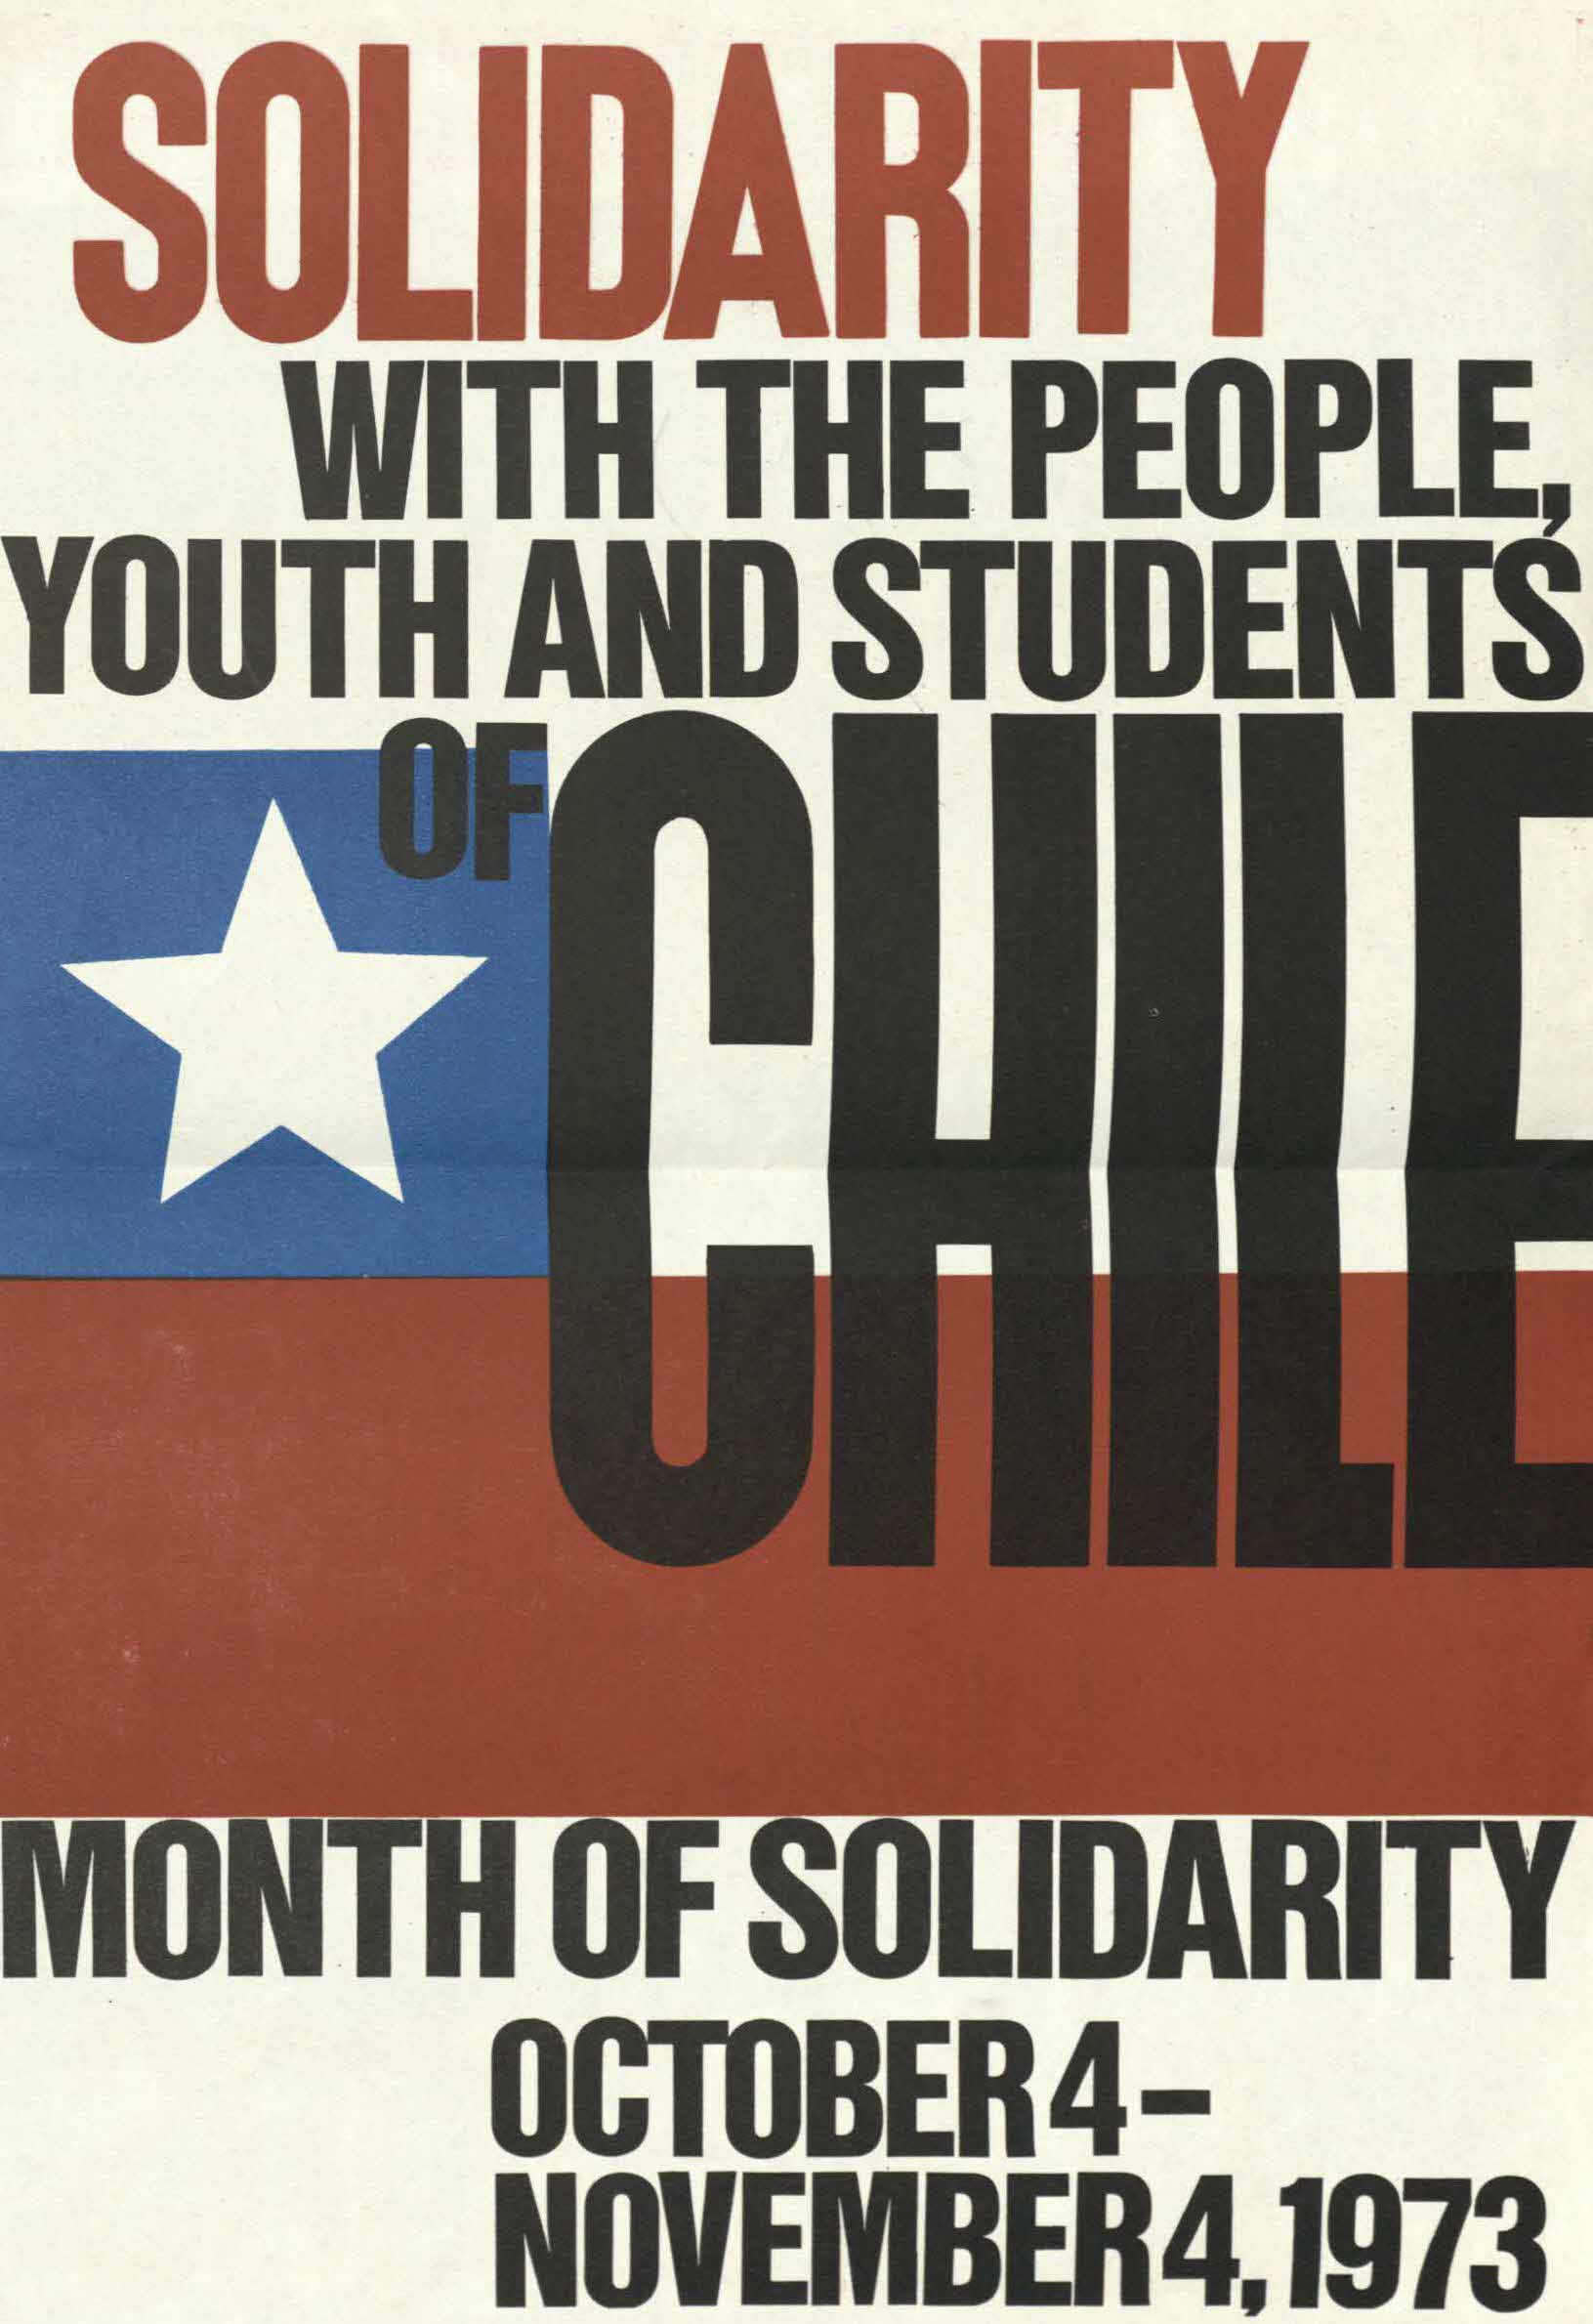 SOLIDARITY
WITH THE PEOPLE,
YOUTH AND STUDENTS
OF CHILE
MONTH OF SOLIDARITY
OCTOBER 4–
NOVEMBER 4, 1973